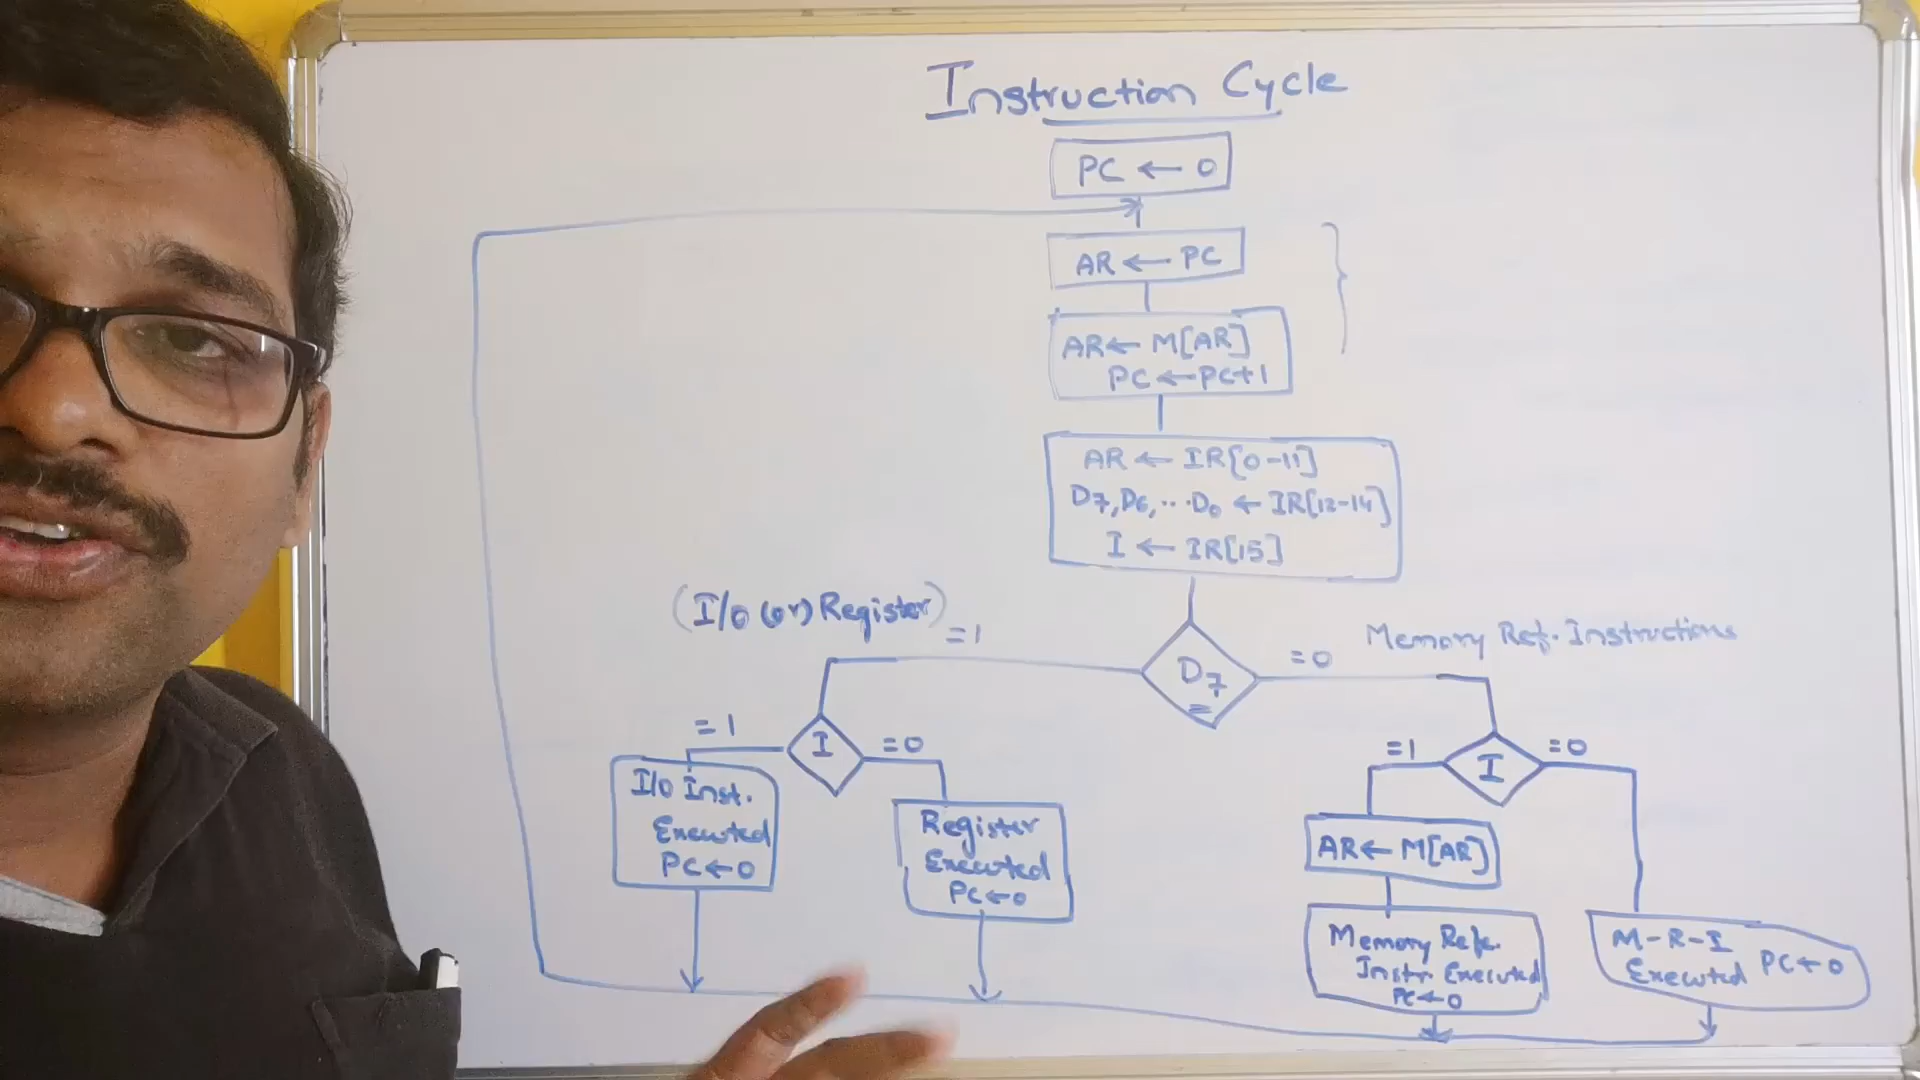 Instruction Cycle
PC ← 0
AR ← PC
AR ← M[AR]
PC ← PC+1
AR ← IR[0-11]
D7, D6, ... D0 ← IR[12-14]
I ← IR[15]
(I/O (or) Register)
=1
D7
=
=0
Memory Ref. Instructions
=1
I
=0
=1
I
=0
I/O Inst.
Executed
PC ← 0
Register
Executed
PC ← 0
AR ← M[AR]
Memory Refe.
Instr. Executed
PC ← 0
M-R-I
Executed PC ← 0